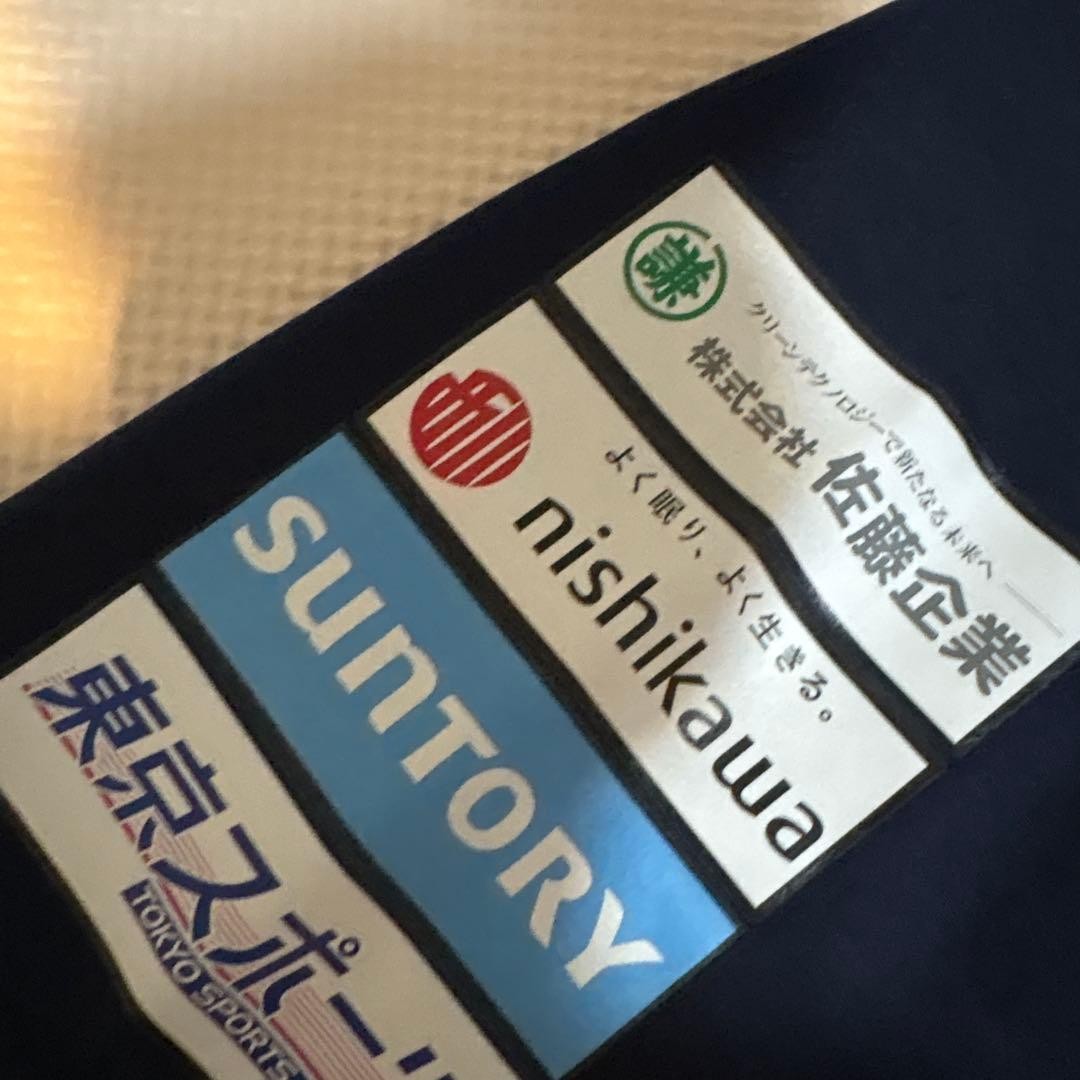 謙
クリーンテクノロジーで新たなる未来へ
株式会社 佐藤企業
よく眠り、よく生きる。
nishikawa
SUNTORY
東京スポー
TOKYO SPORTS